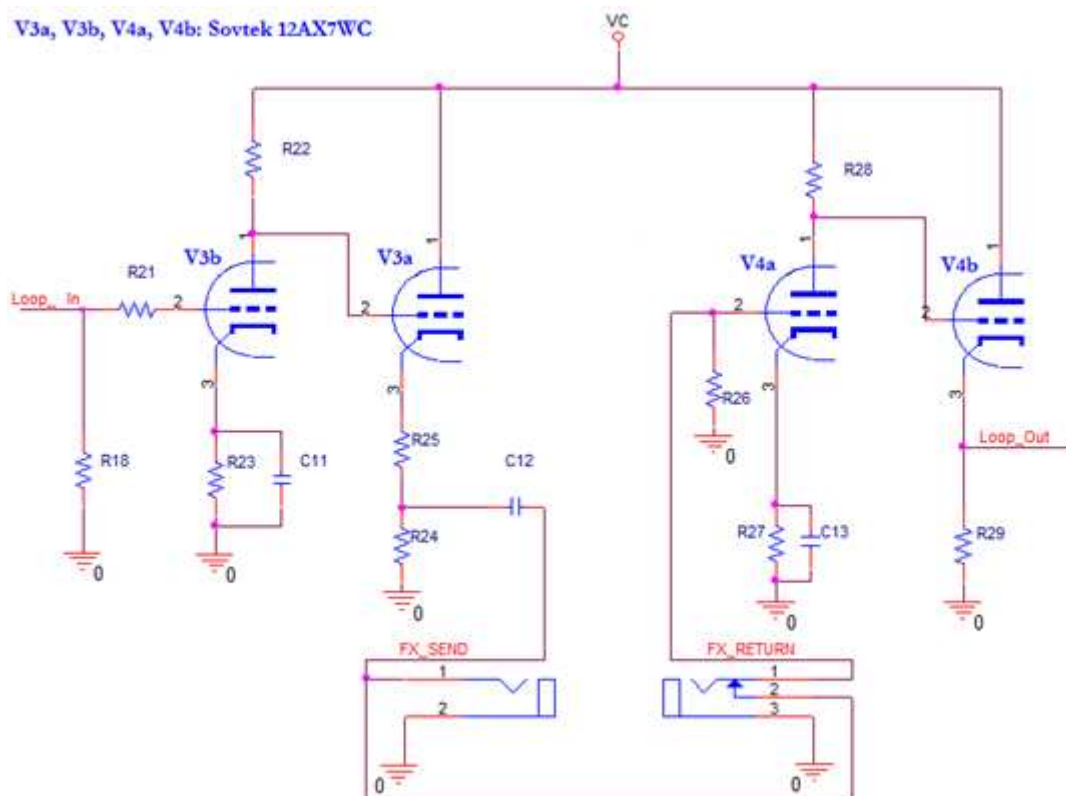 V3a, V3b, V4a, V4b: Sovtek 12AX7WC
VC
R22
R28
1
1
1
1
V3b
V3a
V4a
V4b
R21
Loop_ In
2
2
2
2
3
3
3
3
R26
0
R25
Loop_Out
R18
R23
C11
C12
R24
R27
C13
R29
0
0
0
0
0
FX_SEND
FX_RETURN
1
1
2
2
3
0
0